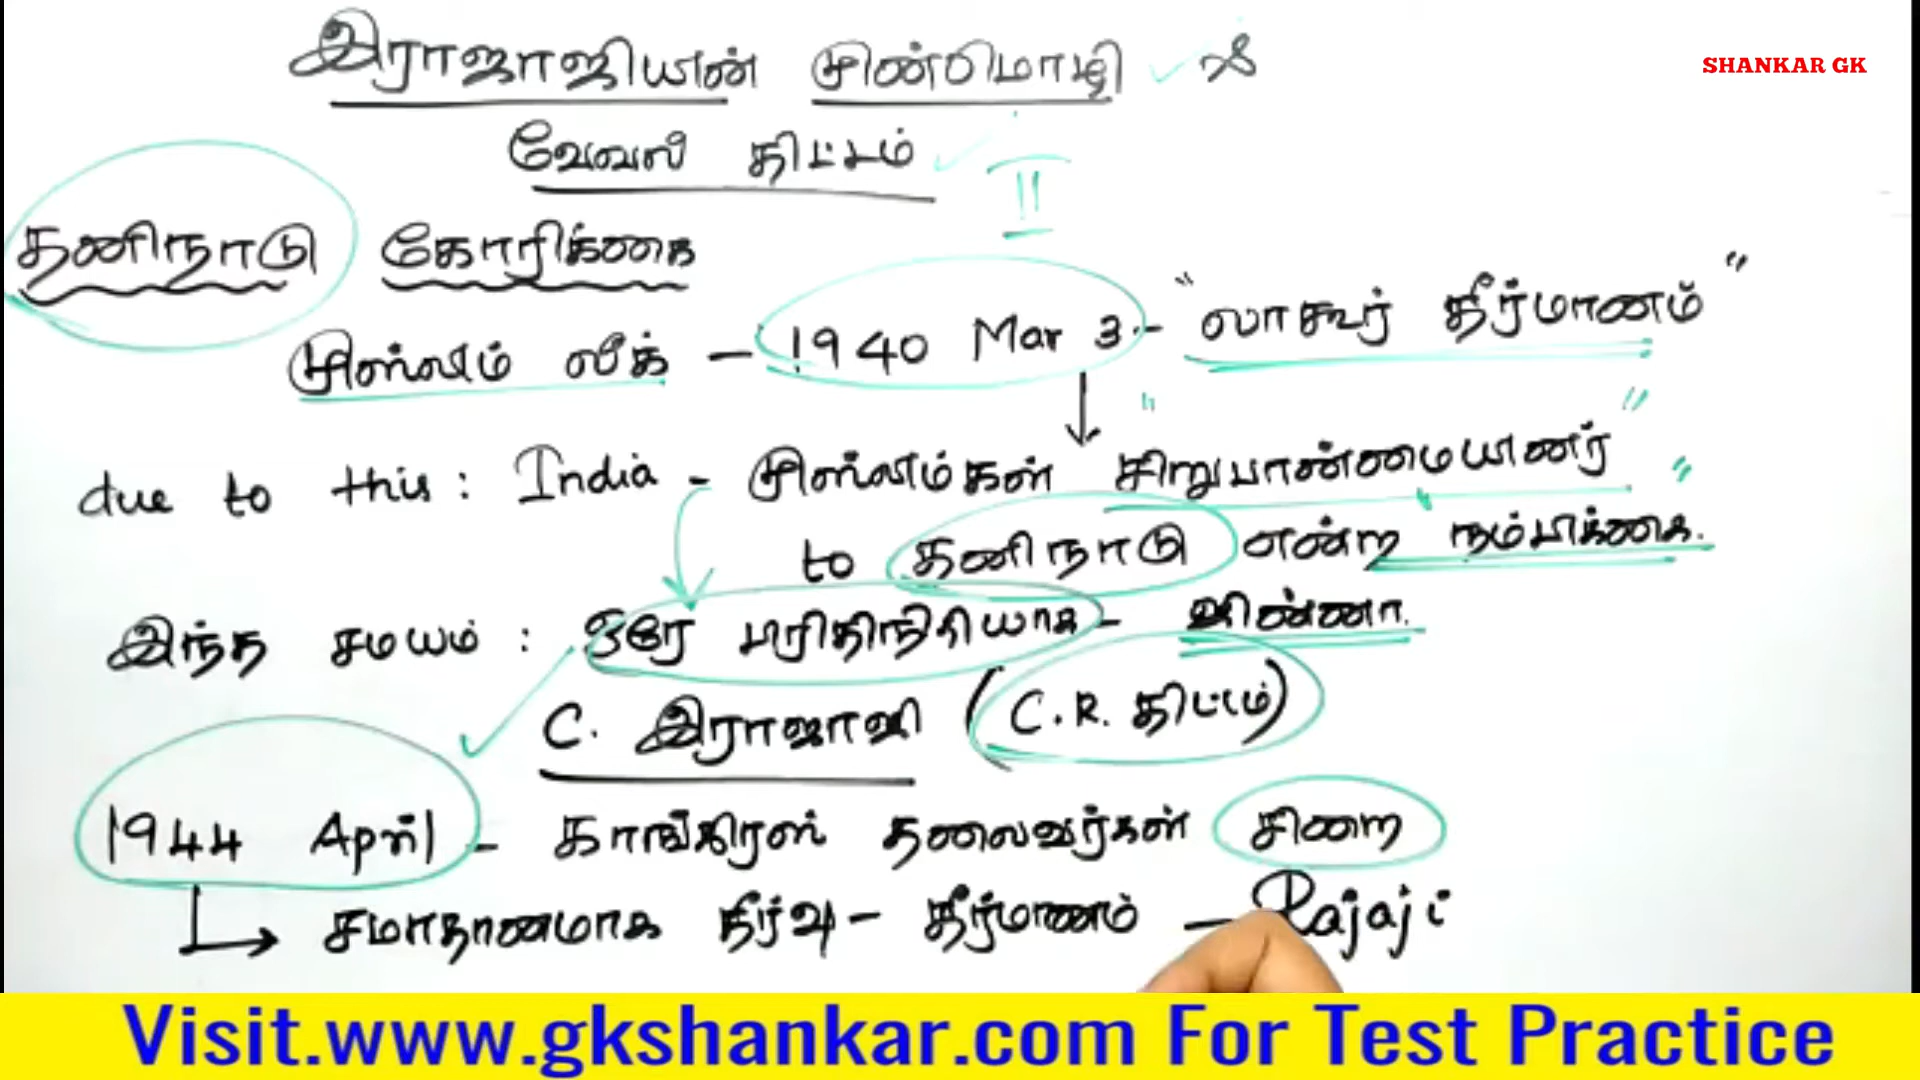 இராஜாஜியின் முன்மொழி ✓ &
வேவல் திட்டம்
II
SHANKAR GK
தனிநாடு கோரிக்கை
முஸ்லிம் லீக் – 1940 Mar 3 – "லாகூர் தீர்மானம்"
due to this : India – முஸ்லிம்கள் "சிறுபான்மையினர்"
to தனிநாடு என்ற "நம்பிக்கை."
இந்த சமயம் : ஒரே பிரதிநிதியாக – ஜின்னா.
C. இராஜாஜி (C.R. திட்டம்)
1944 April – காங்கிரஸ் தலைவர்கள் சிறை
சமாதானமாக தீர்வு – தீர்மானம் – Rajaji
Visit.www.gkshankar.com For Test Practice